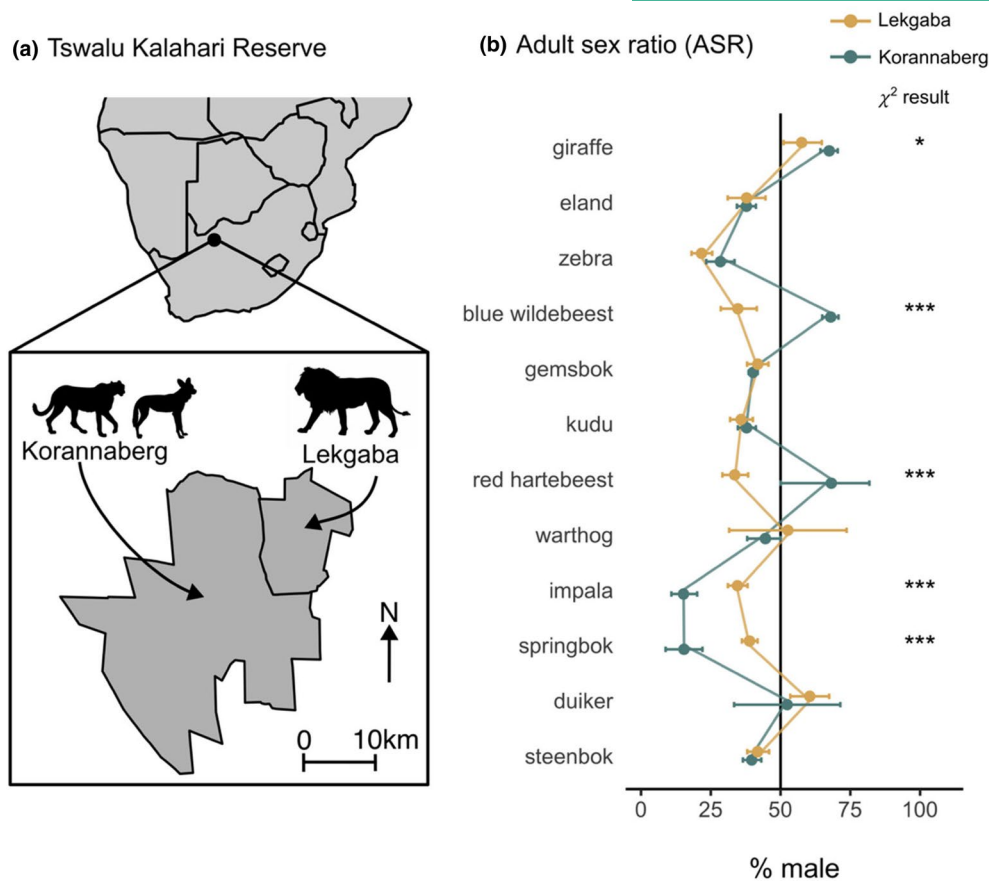 (a) Tswalu Kalahari Reserve
Korannaberg
Lekgaba
N
0 10km
(b) Adult sex ratio (ASR)
Lekgaba
Korannaberg
χ² result
giraffe *
eland
zebra
blue wildebeest ***
gemsbok
kudu
red hartebeest ***
warthog
impala ***
springbok ***
duiker
steenbok
0 25 50 75 100
% male